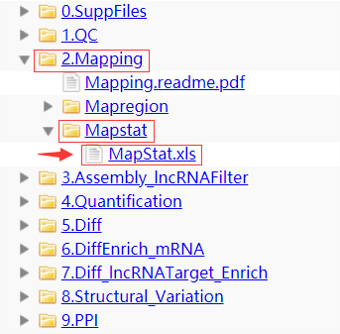 0.SuppFiles
1.QC
2.Mapping
Mapping.readme.pdf
Mapregion
Mapstat
MapStat.xls
3.Assembly_lncRNAFilter
4.Quantification
5.Diff
6.DiffEnrich_mRNA
7.Diff_lncRNATarget_Enrich
8.Structural_Variation
9.PPI